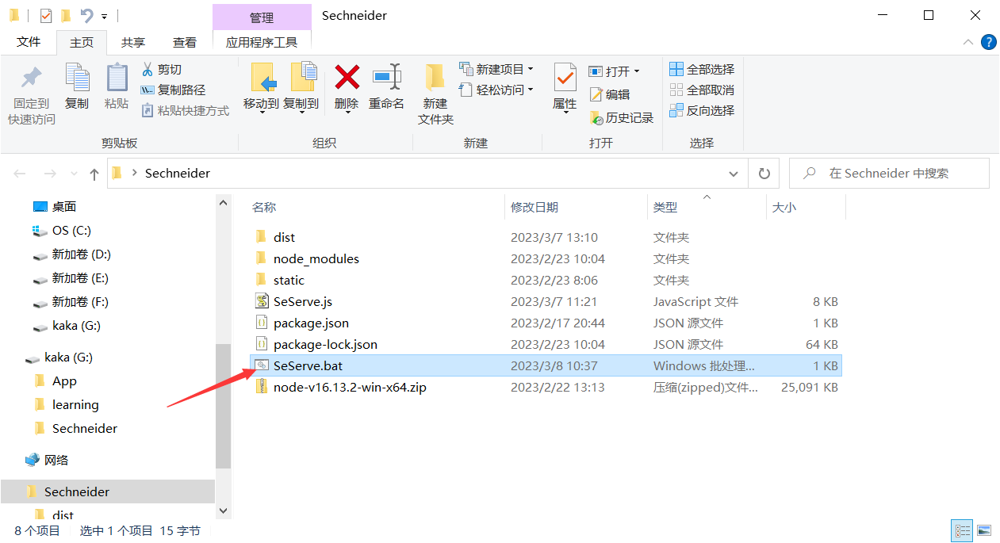 管理
Sechneider
文件
主页
共享
查看
应用程序工具
固定到
快速访问
复制
粘贴
剪切
复制路径
粘贴快捷方式
剪贴板
移动到
复制到
删除
重命名
组织
新建
文件夹
新建项目
轻松访问
新建
属性
打开
编辑
历史记录
打开
全部选择
全部取消
反向选择
选择
Sechneider
在 Sechneider 中搜索
桌面
OS (C:)
新加卷 (D:)
新加卷 (E:)
新加卷 (F:)
kaka (G:)
kaka (G:)
App
learning
Sechneider
网络
Sechneider
dist
名称 修改日期 类型 大小
dist 2023/3/7 13:10 文件夹
node_modules 2023/2/23 10:04 文件夹
static 2023/2/23 8:06 文件夹
SeServe.js 2023/3/7 11:21 JavaScript 文件 8 KB
package.json 2023/2/17 20:44 JSON 源文件 1 KB
package-lock.json 2023/2/23 10:04 JSON 源文件 64 KB
SeServe.bat 2023/3/8 10:37 Windows 批处理... 1 KB
node-v16.13.2-win-x64.zip 2023/2/22 13:13 压缩(zipped)文件... 25,091 KB
8 个项目 选中 1 个项目 15 字节